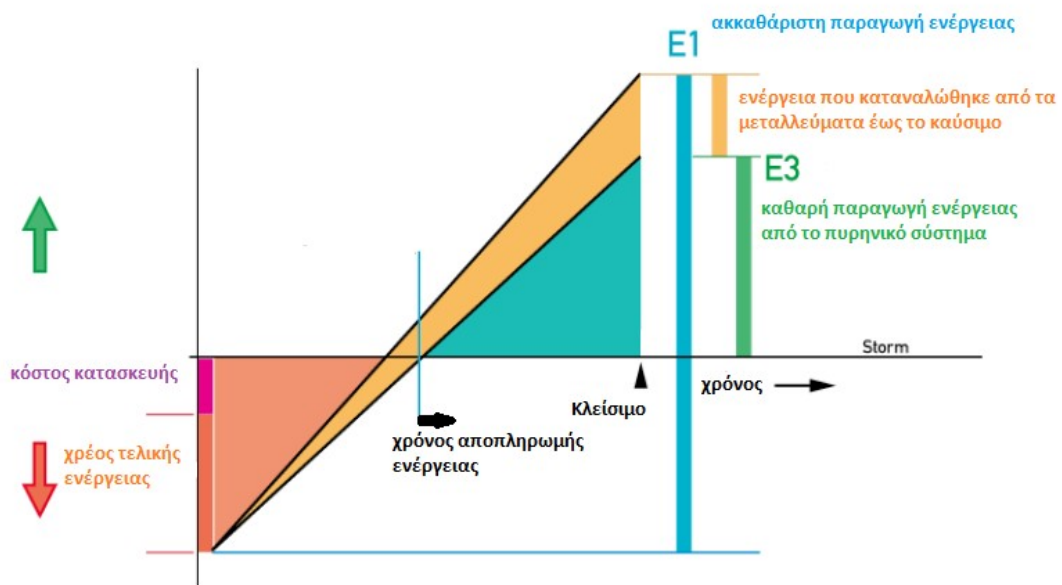 ακκαθάριστη παραγωγή ενέργειας
E1
ενέργεια που καταναλώθηκε από τα
μεταλλεύματα έως το καύσιμο
E3
καθαρή παραγωγή ενέργειας
από το πυρηνικό σύστημα
Storm
κόστος κατασκευής
χρόνος
Κλείσιμο
χρόνος αποπληρωμής
ενέργειας
χρέος τελικής
ενέργειας